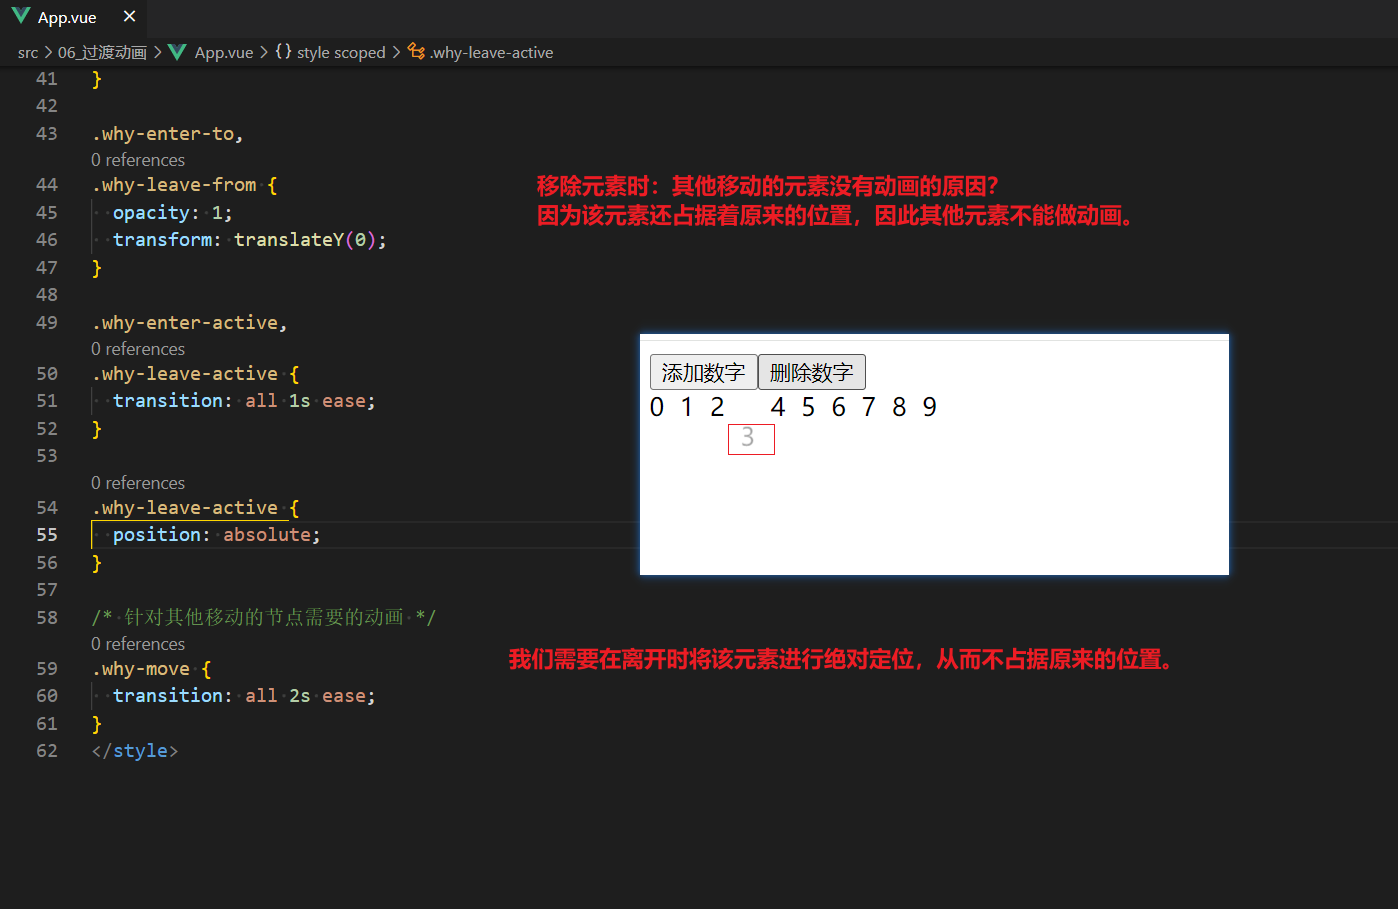 App.vue ×
src > 06_过渡动画 > App.vue > {} style scoped > .why-leave-active
41 }
42
43 .why-enter-to,
0 references
44 .why-leave-from {
45 opacity: 1;
46 transform: translateY(0);
47 }
48
49 .why-enter-active,
0 references
50 .why-leave-active {
51 transition: all 1s ease;
52 }
53
0 references
54 .why-leave-active {
55 position: absolute;
56 }
57
58 /* 针对其他移动的节点需要的动画 */
0 references
59 .why-move {
60 transition: all 2s ease;
61 }
62 </style>
移除元素时：其他移动的元素没有动画的原因？
因为该元素还占据着原来的位置，因此其他元素不能做动画。
添加数字 删除数字
0 1 2 4 5 6 7 8 9
3
我们需要在离开时将该元素进行绝对定位，从而不占据原来的位置。